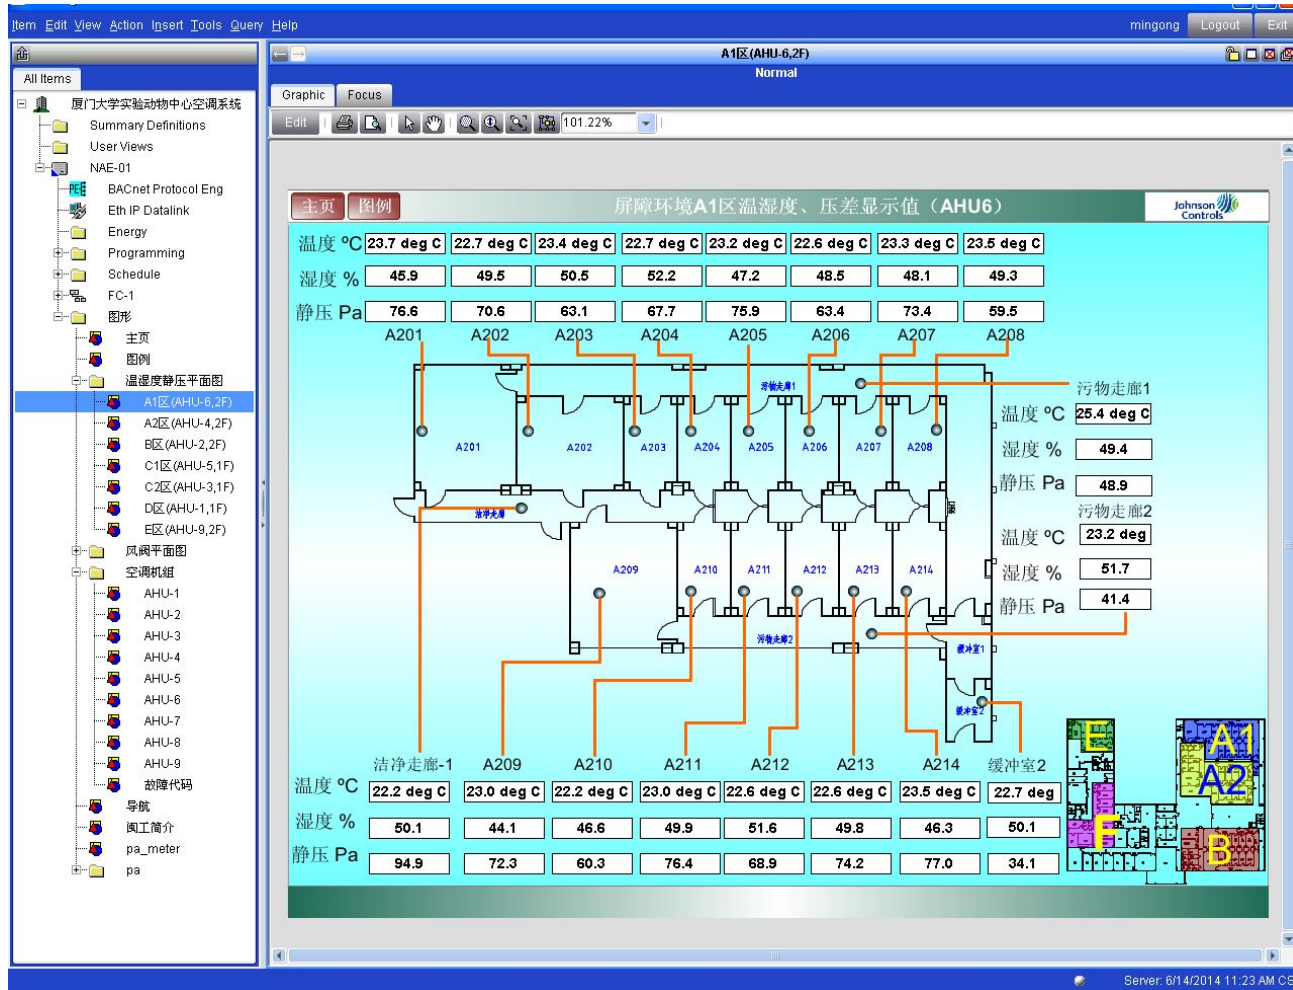 Item Edit View Action Insert Tools Query Help
mingong Logout Exit
All Items
厦门大学实验动物中心空调系统
Summary Definitions
User Views
NAE-01
BACnet Protocol Eng
Eth IP Datalink
Energy
Programming
Schedule
FC-1
图形
主页
图例
温湿度静压平面图
A1区(AHU-6,2F)
A2区(AHU-4,2F)
B区(AHU-2,2F)
C1区(AHU-5,1F)
C2区(AHU-3,1F)
D区(AHU-1,1F)
E区(AHU-9,2F)
风阀平面图
空调机组
AHU-1
AHU-2
AHU-3
AHU-4
AHU-5
AHU-6
AHU-7
AHU-8
AHU-9
故障代码
导航
闽工简介
pa_meter
pa
A1区(AHU-6,2F)
Normal
Graphic Focus
Edit 101.22%
主页 图例 屏障环境A1区温湿度、压差显示值（AHU6） Johnson Controls
温度 ºC 23.7 deg C 22.7 deg C 23.4 deg C 22.7 deg C 23.2 deg C 22.6 deg C 23.3 deg C 23.5 deg C
湿度 % 45.9 49.5 50.5 52.2 47.2 48.5 48.1 49.3
静压 Pa 76.6 70.6 63.1 67.7 75.9 63.4 73.4 59.5
A201 A202 A203 A204 A205 A206 A207 A208
污物走廊1
污物走廊1
温度 ºC 25.4 deg C
湿度 % 49.4
静压 Pa 48.9
A201 A202 A203 A204 A205 A206 A207 A208
洁净走廊
污物走廊2
温度 ºC 23.2 deg
湿度 % 51.7
静压 Pa 41.4
A209 A210 A211 A212 A213 A214
污物走廊2
缓冲室1
缓冲室2
洁净走廊-1 A209 A210 A211 A212 A213 A214 缓冲室2
温度 ºC 22.2 deg C 23.0 deg C 22.2 deg C 23.0 deg C 22.6 deg C 22.6 deg C 23.5 deg C 22.7 deg
湿度 % 50.1 44.1 46.6 49.9 51.6 49.8 46.3 50.1
静压 Pa 94.9 72.3 60.3 76.4 68.9 74.2 77.0 34.1
E A1
A2
F B
Server: 6/14/2014 11:23 AM CS